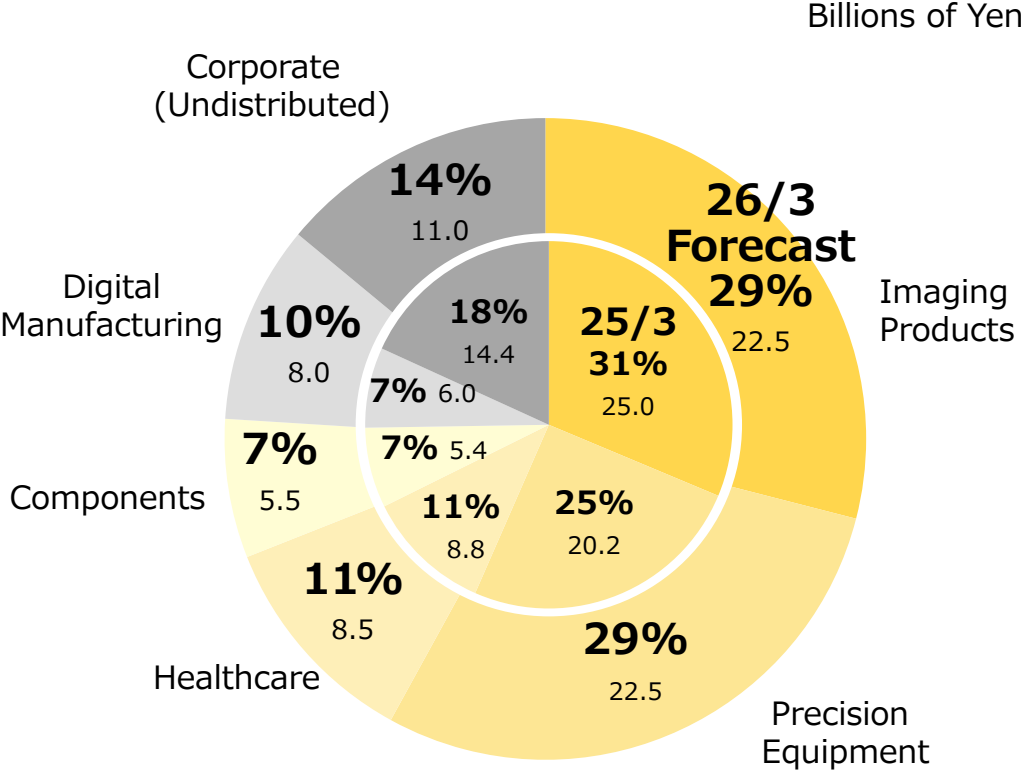 Billions of Yen
Corporate
(Undistributed)
14%
11.0
26/3
Forecast
29%
22.5
Imaging
Products
Digital
Manufacturing
10%
8.0
18%
14.4
25/3
31%
25.0
7% 6.0
7%
5.5
7% 5.4
Components
11%
8.8
25%
20.2
11%
8.5
Healthcare
29%
22.5
Precision
Equipment